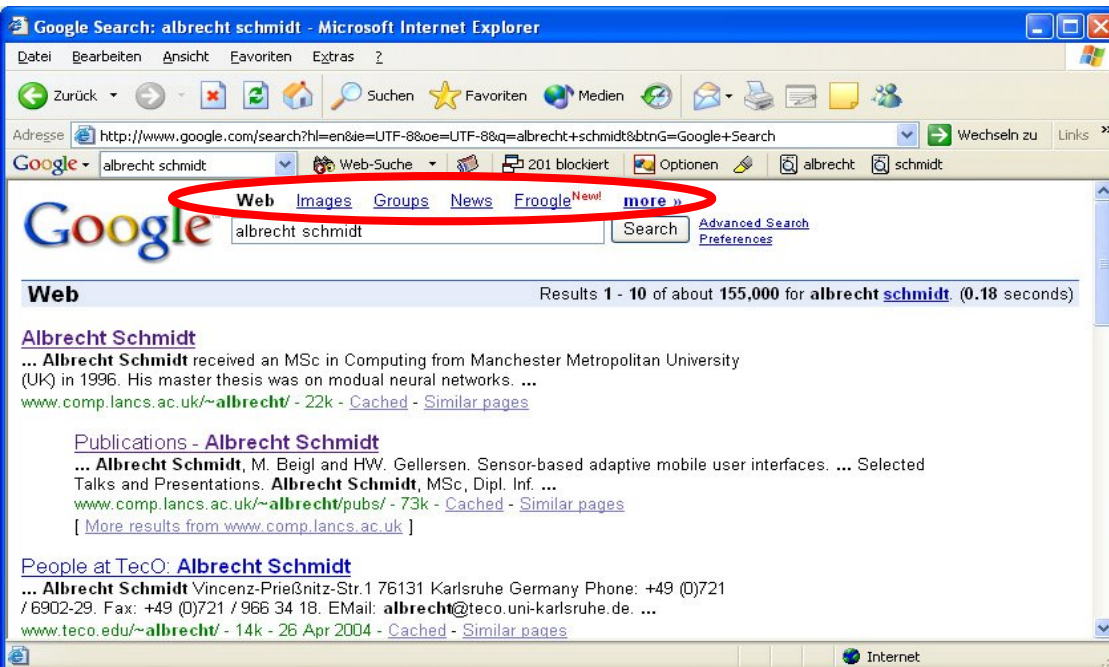 Google Search: albrecht schmidt - Microsoft Internet Explorer
Datei Bearbeiten Ansicht Favoriten Extras ?
Zurück Suchen Favoriten Medien
Adresse http://www.google.com/search?hl=en&ie=UTF-8&oe=UTF-8&q=albrecht+schmidt&btnG=Google+Search Wechseln zu Links »
Google albrecht schmidt Web-Suche 201 blockiert Optionen albrecht schmidt
Google™ Web Images Groups News Froogle New! more »
albrecht schmidt Search Advanced Search
Preferences
Web Results 1 - 10 of about 155,000 for albrecht schmidt. (0.18 seconds)
Albrecht Schmidt
... Albrecht Schmidt received an MSc in Computing from Manchester Metropolitan University
(UK) in 1996. His master thesis was on modual neural networks. ...
www.comp.lancs.ac.uk/~albrecht/ - 22k - Cached - Similar pages
Publications - Albrecht Schmidt
... Albrecht Schmidt, M. Beigl and HW. Gellersen. Sensor-based adaptive mobile user interfaces. ... Selected
Talks and Presentations. Albrecht Schmidt, MSc, Dipl. Inf. ...
www.comp.lancs.ac.uk/~albrecht/pubs/ - 73k - Cached - Similar pages
[ More results from www.comp.lancs.ac.uk ]
People at TecO: Albrecht Schmidt
... Albrecht Schmidt Vincenz-Prießnitz-Str.1 76131 Karlsruhe Germany Phone: +49 (0)721
/ 6902-29. Fax: +49 (0)721 / 966 34 18. EMail: albrecht@teco.uni-karlsruhe.de. ...
www.teco.edu/~albrecht/ - 14k - 26 Apr 2004 - Cached - Similar pages
Internet